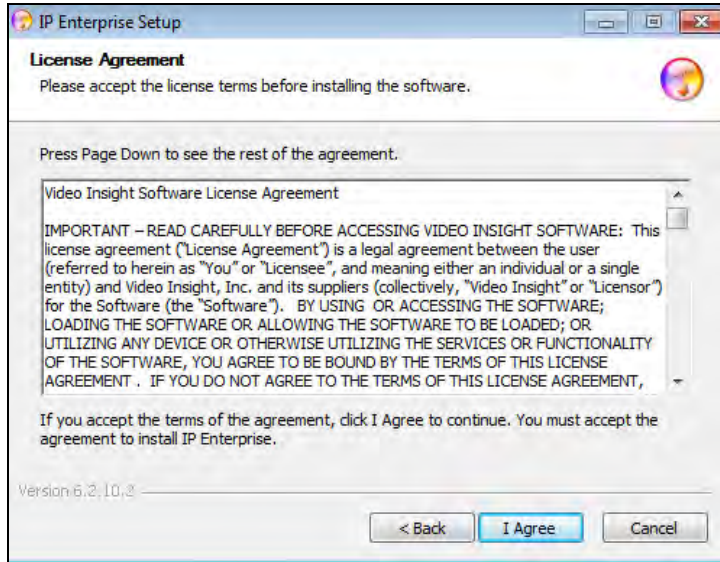 IP Enterprise Setup
License Agreement
Please accept the license terms before installing the software.
Press Page Down to see the rest of the agreement.
Video Insight Software License Agreement
IMPORTANT – READ CAREFULLY BEFORE ACCESSING VIDEO INSIGHT SOFTWARE: This
license agreement ("License Agreement") is a legal agreement between the user
(referred to herein as "You" or "Licensee", and meaning either an individual or a single
entity) and Video Insight, Inc. and its suppliers (collectively, "Video Insight" or "Licensor")
for the Software (the "Software"). BY USING OR ACCESSING THE SOFTWARE;
LOADING THE SOFTWARE OR ALLOWING THE SOFTWARE TO BE LOADED; OR
UTILIZING ANY DEVICE OR OTHERWISE UTILIZING THE SERVICES OR FUNCTIONALITY
OF THE SOFTWARE, YOU AGREE TO BE BOUND BY THE TERMS OF THIS LICENSE
AGREEMENT . IF YOU DO NOT AGREE TO THE TERMS OF THIS LICENSE AGREEMENT,
If you accept the terms of the agreement, click I Agree to continue. You must accept the
agreement to install IP Enterprise.
Version 6.2.10.2
< Back I Agree Cancel